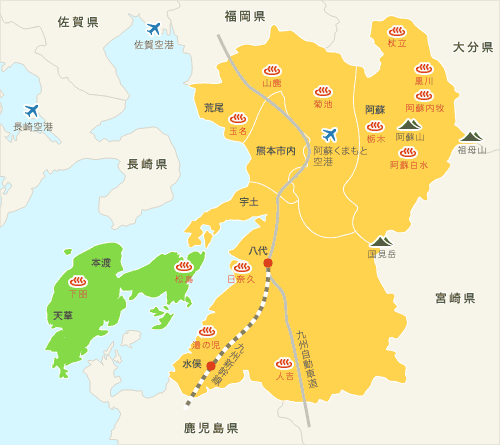 佐賀県
福岡県
大分県
佐賀空港
杖立
黒川
山鹿
菊池
阿蘇内牧
荒尾
阿蘇
長崎空港
玉名
栃木
阿蘇山
祖母山
熊本市内
阿蘇くまもと
空港
阿蘇白水
長崎県
宇土
八代
国見岳
本渡
松島
日奈久
下田
宮崎県
天草
湯の児
九州自動車道
九州新幹線
水俣
人吉
鹿児島県